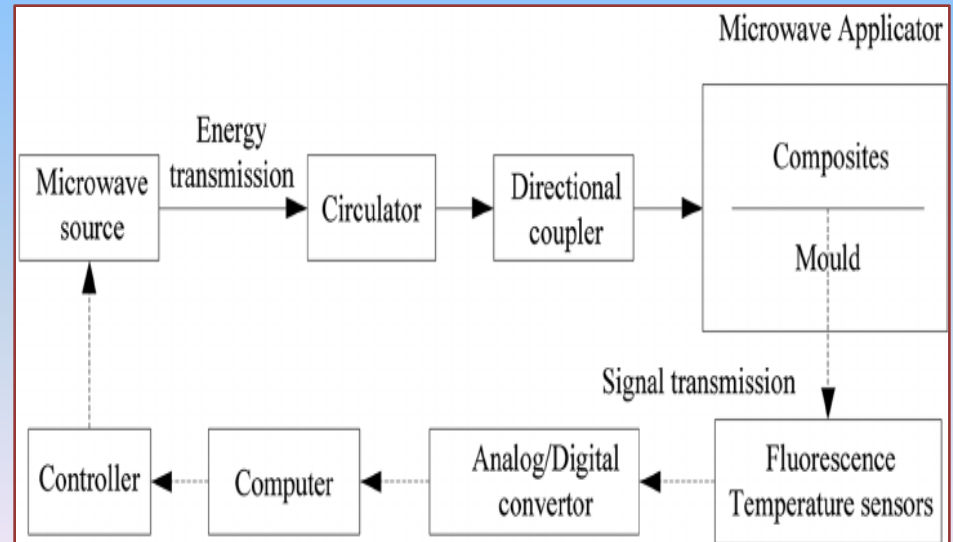 Microwave Applicator
Energy
transmission
Microwave
source
Circulator
Directional
coupler
Composites
Mould
Signal transmission
Controller
Computer
Analog/Digital
convertor
Fluorescence
Temperature sensors